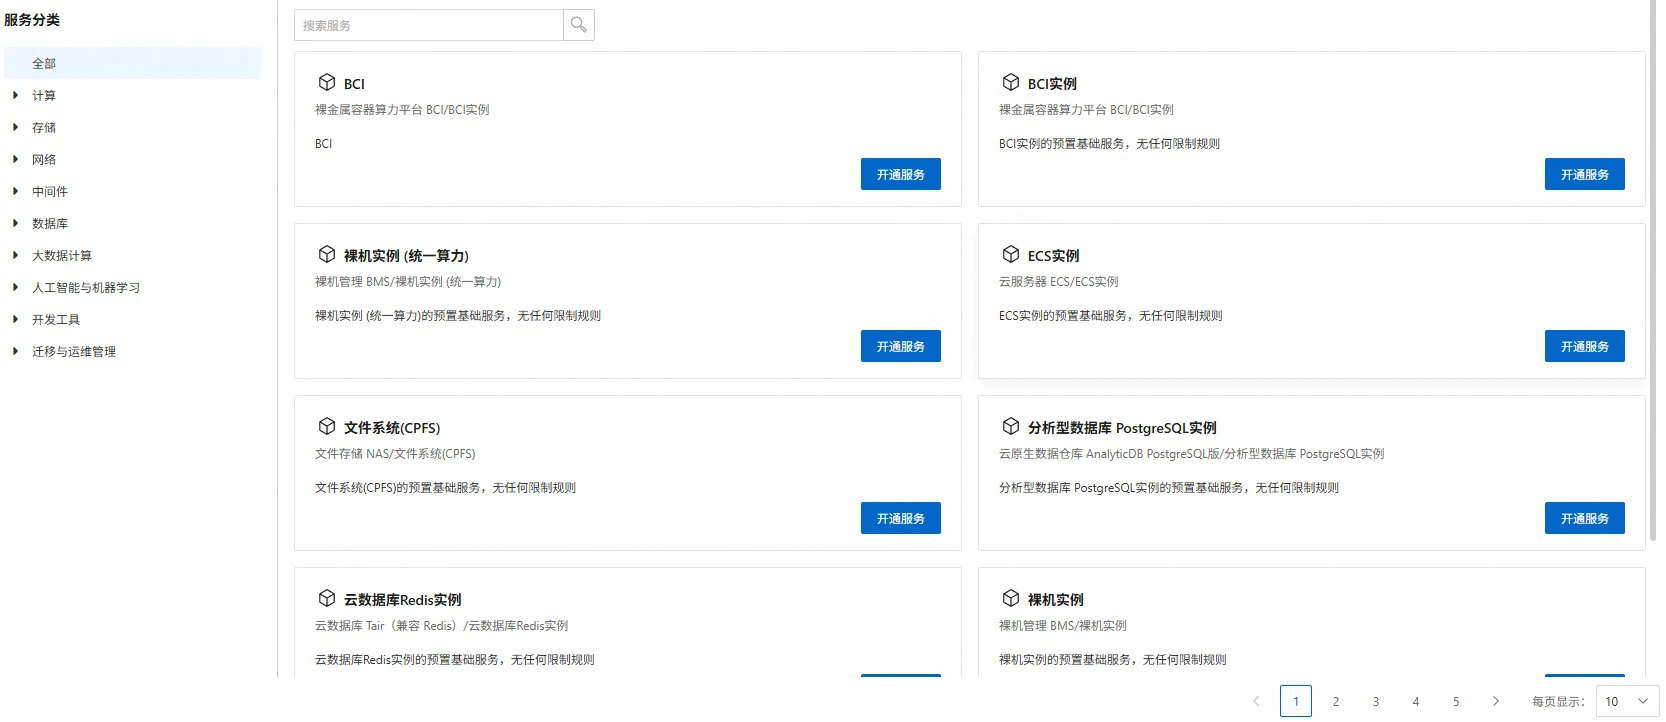 服务分类
全部
计算
存储
网络
中间件
数据库
大数据计算
人工智能与机器学习
开发工具
迁移与运维管理
搜索服务
BCI
裸金属容器算力平台 BCI/BCI实例
BCI
开通服务
BCI实例
裸金属容器算力平台 BCI/BCI实例
BCI实例的预置基础服务，无任何限制规则
开通服务
裸机实例 (统一算力)
裸机管理 BMS/裸机实例 (统一算力)
裸机实例 (统一算力)的预置基础服务，无任何限制规则
开通服务
ECS实例
云服务器 ECS/ECS实例
ECS实例的预置基础服务，无任何限制规则
开通服务
文件系统(CPFS)
文件存储 NAS/文件系统(CPFS)
文件系统(CPFS)的预置基础服务，无任何限制规则
开通服务
分析型数据库 PostgreSQL实例
云原生数据仓库 AnalyticDB PostgreSQL版/分析型数据库 PostgreSQL实例
分析型数据库 PostgreSQL实例的预置基础服务，无任何限制规则
开通服务
云数据库Redis实例
云数据库 Tair（兼容 Redis）/云数据库Redis实例
云数据库Redis实例的预置基础服务，无任何限制规则
裸机实例
裸机管理 BMS/裸机实例
裸机实例的预置基础服务，无任何限制规则
1 2 3 4 5 每页显示： 10